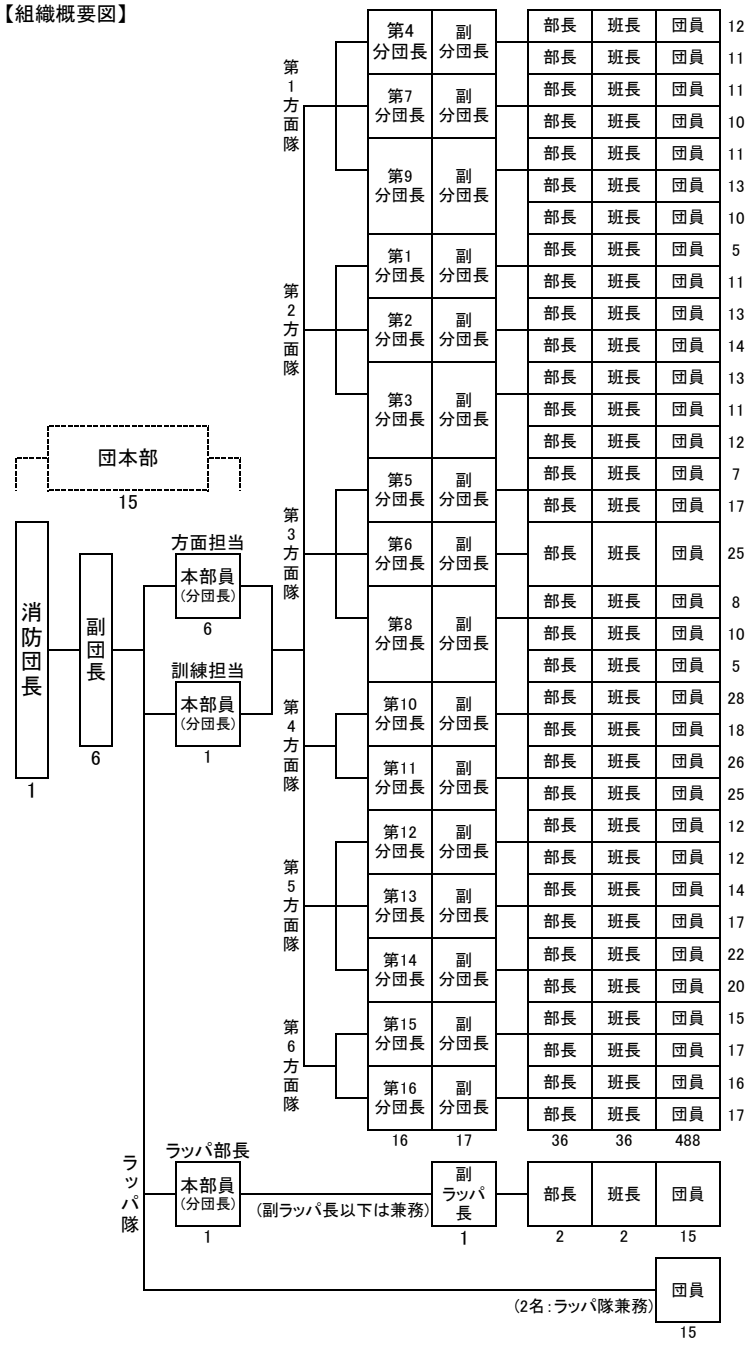 【組織概要図】
団本部
15
消防団長
1
副団長
6
方面担当
本部員
(分団長)
6
訓練担当
本部員
(分団長)
1
第1方面隊
第4
分団長
副
分団長
部長 班長 団員 12
部長 班長 団員 11
第7
分団長
副
分団長
部長 班長 団員 11
部長 班長 団員 10
第9
分団長
副
分団長
部長 班長 団員 11
部長 班長 団員 13
部長 班長 団員 10
第2方面隊
第1
分団長
副
分団長
部長 班長 団員 5
部長 班長 団員 11
第2
分団長
副
分団長
部長 班長 団員 13
部長 班長 団員 14
第3
分団長
副
分団長
部長 班長 団員 13
部長 班長 団員 11
部長 班長 団員 12
第3方面隊
第5
分団長
副
分団長
部長 班長 団員 7
部長 班長 団員 17
第6
分団長
副
分団長
部長 班長 団員 25
第8
分団長
副
分団長
部長 班長 団員 8
部長 班長 団員 10
部長 班長 団員 5
第4方面隊
第10
分団長
副
分団長
部長 班長 団員 28
部長 班長 団員 18
第11
分団長
副
分団長
部長 班長 団員 26
部長 班長 団員 25
第5方面隊
第12
分団長
副
分団長
部長 班長 団員 12
部長 班長 団員 12
第13
分団長
副
分団長
部長 班長 団員 14
部長 班長 団員 17
第14
分団長
副
分団長
部長 班長 団員 22
部長 班長 団員 20
第6方面隊
第15
分団長
副
分団長
部長 班長 団員 15
部長 班長 団員 17
第16
分団長
副
分団長
部長 班長 団員 16
部長 班長 団員 17
16 17 36 36 488
ラッパ隊
ラッパ部長
本部員
(分団長)
1
(副ラッパ長以下は兼務)
副
ラッパ
長
1
部長 班長 団員
2 2 15
(2名:ラッパ隊兼務)
団員
15